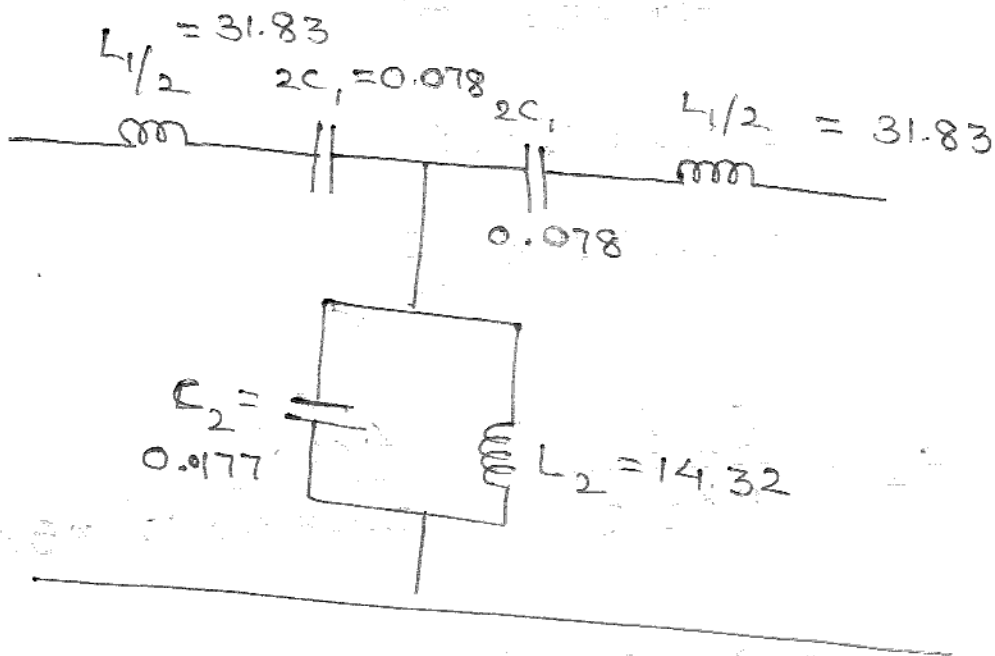 L₁/2 = 31.83
2C₁ = 0.078
2C₁
L₁/2 = 31.83
0.078
C₂ =
0.0177
L₂ = 14.32